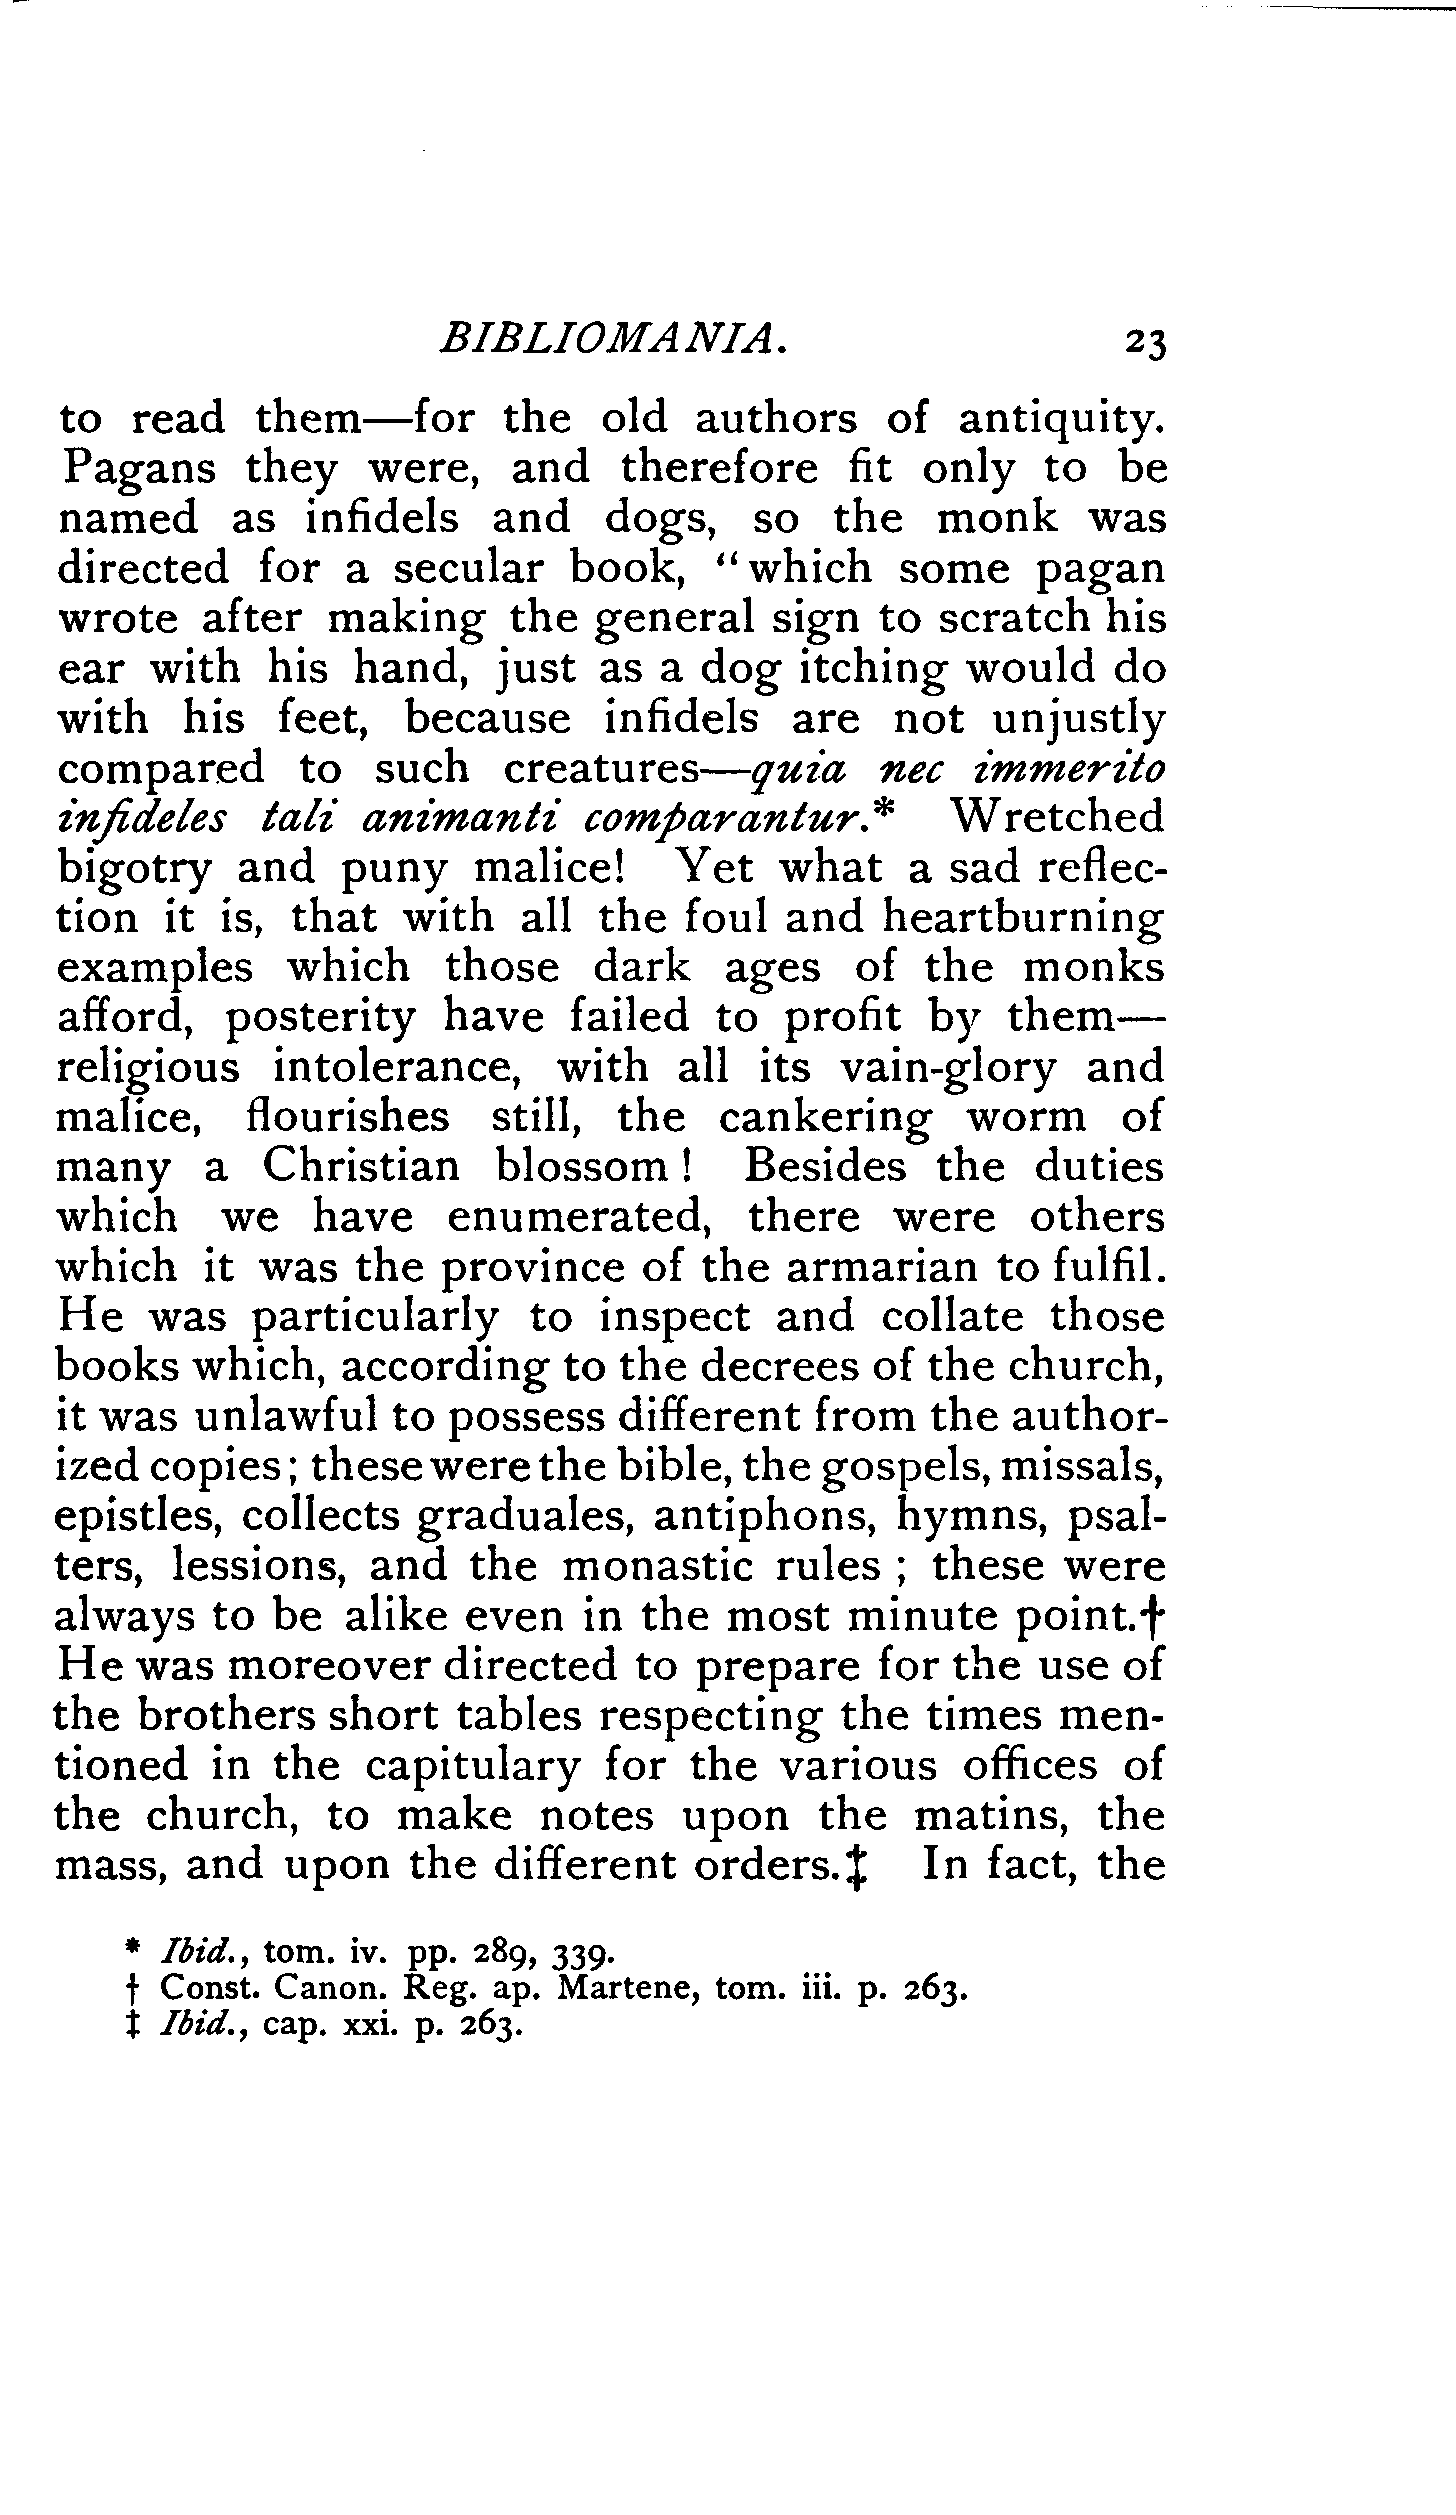 BIBLIOMANIA. 23
to read them—for the old authors of antiquity.
Pagans they were, and therefore fit only to be
named as infidels and dogs, so the monk was
directed for a secular book, “which some pagan
wrote after making the general sign to scratch his
ear with his hand, just as a dog itching would do
with his feet, because infidels are not unjustly
compared to such creatures—quia nec immerito
infideles tali animanti comparantur.* Wretched
bigotry and puny malice! Yet what a sad reflec-
tion it is, that with all the foul and heartburning
examples which those dark ages of the monks
afford, posterity have failed to profit by them—
religious intolerance, with all its vain-glory and
malice, flourishes still, the cankering worm of
many a Christian blossom! Besides the duties
which we have enumerated, there were others
which it was the province of the armarian to fulfil.
He was particularly to inspect and collate those
books which, according to the decrees of the church,
it was unlawful to possess different from the author-
ized copies; these were the bible, the gospels, missals,
epistles, collects graduales, antiphons, hymns, psal-
ters, lessions, and the monastic rules; these were
always to be alike even in the most minute point.†
He was moreover directed to prepare for the use of
the brothers short tables respecting the times men-
tioned in the capitulary for the various offices of
the church, to make notes upon the matins, the
mass, and upon the different orders.‡ In fact, the
* Ibid., tom. iv. pp. 289, 339.
† Const. Canon. Reg. ap. Martene, tom. iii. p. 263.
‡ Ibid., cap. xxi. p. 263.